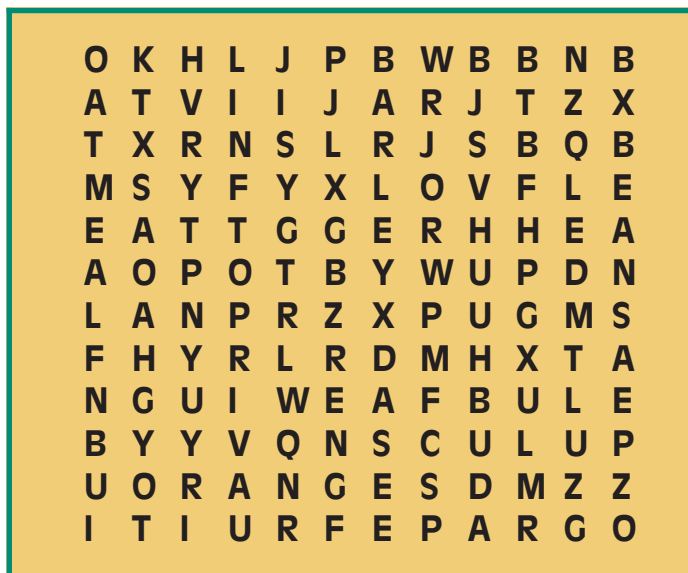 O K H L J P B W B B N B
A T V I I J A R J T Z X
T X R N S L R J S B Q B
M S Y F Y X L O V F L E
E A T T G G E R H H E A
A O P O T B Y W U P D N
L A N P R Z X P U G M S
F H Y R L R D M H X T A
N G U I W E A F B U L E
B Y Y V Q N S C U L U P
U O R A N G E S D M Z Z
I T I U R F E P A R G O